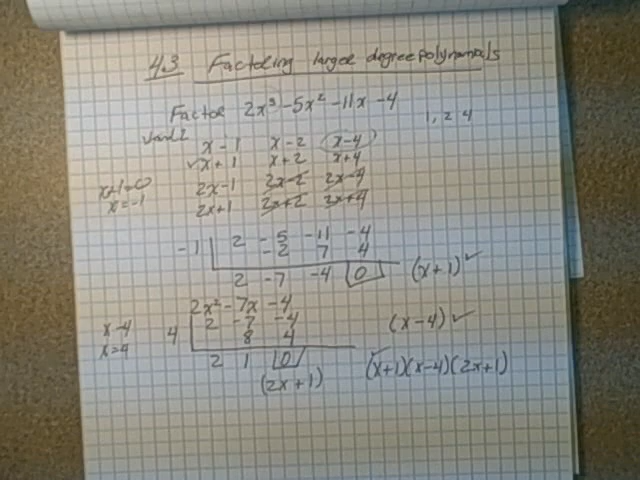 4.3 Factoring larger degree polynomials
Factor 2x³ - 5x² - 11x - 4
1, 2 4
1 and 2
x - 1 x - 2 (x - 4)
✓x + 1 x + 2 x + 4
x+1=0 2x - 1 2x - 2 2x - 4
x = -1 2x + 1 2x + 2 2x + 4
-1 2 - 5 - 11 - 4
- 2 7 4
2 - 7 - 4 0 (x + 1) ✓
2x² - 7x - 4
x - 4 4 2 - 7 - 4 (x - 4) ✓
x = 4 8 4
2 1 0 (x+1)(x-4)(2x+1)
(2x + 1)